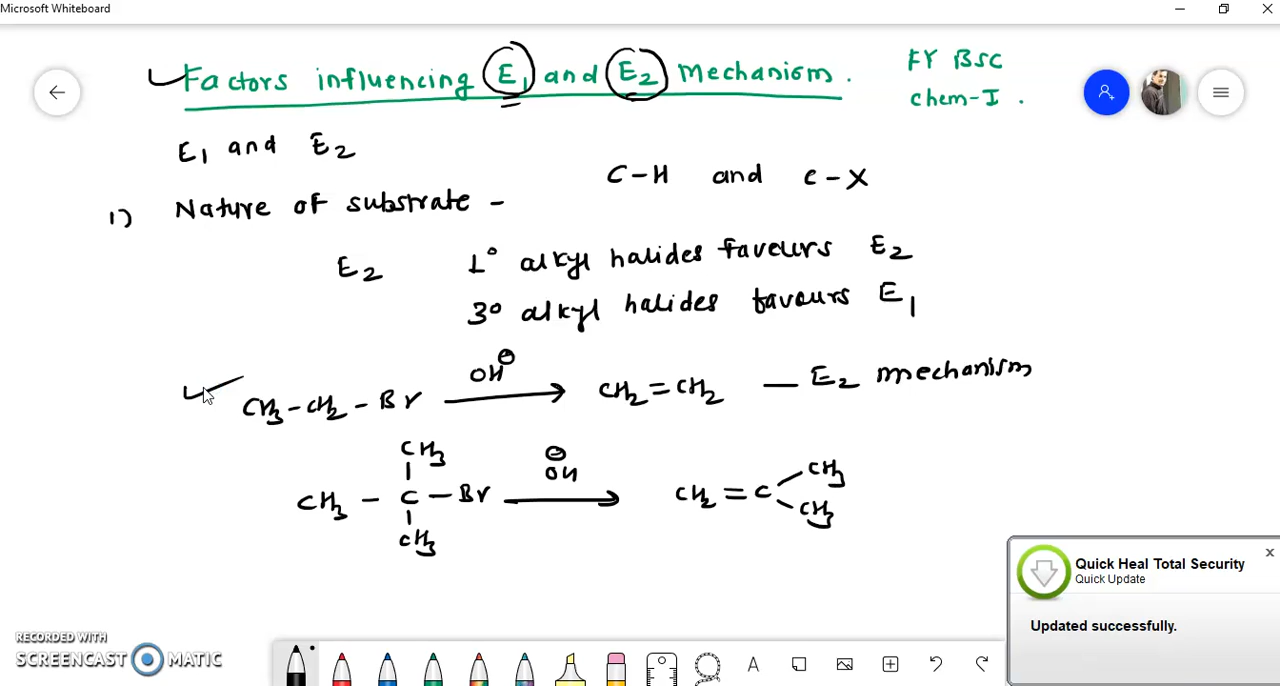 Microsoft Whiteboard
Factors influencing E1 and E2 Mechanism.
FY BSC
chem-I.
E1 and E2
C-H and c-X
1) Nature of substrate -
E2 1° alkyl halides favours E2
3° alkyl halides favours E1
CH3-CH2-Br OH⊖ → CH2=CH2 — E2 mechanism
CH3
CH3 - C - Br ⊖OH → CH2 = C CH3
CH3 CH3
Quick Heal Total Security
Quick Update
Updated successfully.
RECORDED WITH
SCREENCAST MATIC
A